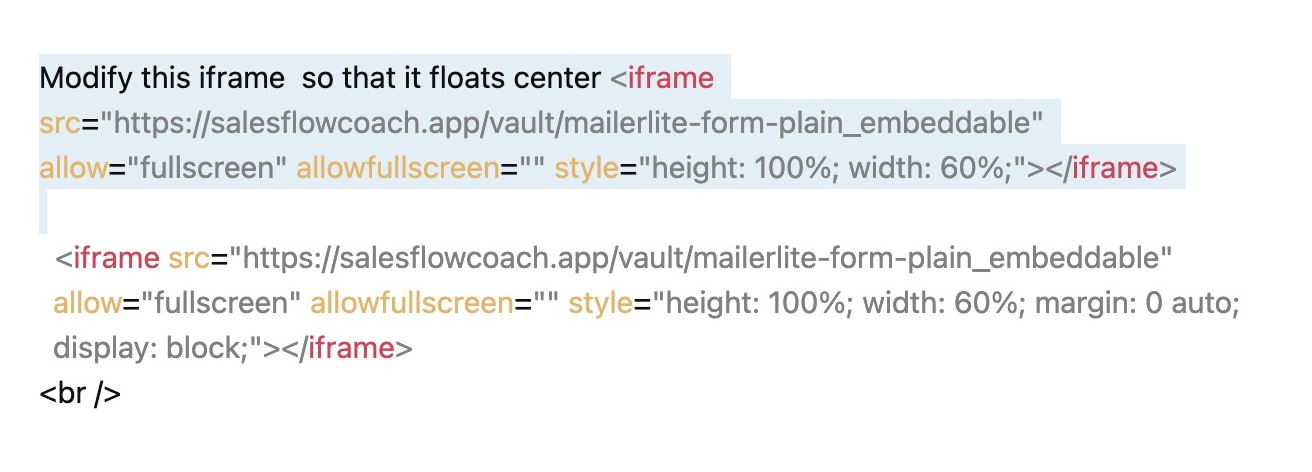 Modify this iframe  so that it floats center <iframe
src="https://salesflowcoach.app/vault/mailerlite-form-plain_embeddable"
allow="fullscreen" allowfullscreen="" style="height: 100%; width: 60%;"></iframe>
<iframe src="https://salesflowcoach.app/vault/mailerlite-form-plain_embeddable"
allow="fullscreen" allowfullscreen="" style="height: 100%; width: 60%; margin: 0 auto;
display: block;"></iframe>
<br />